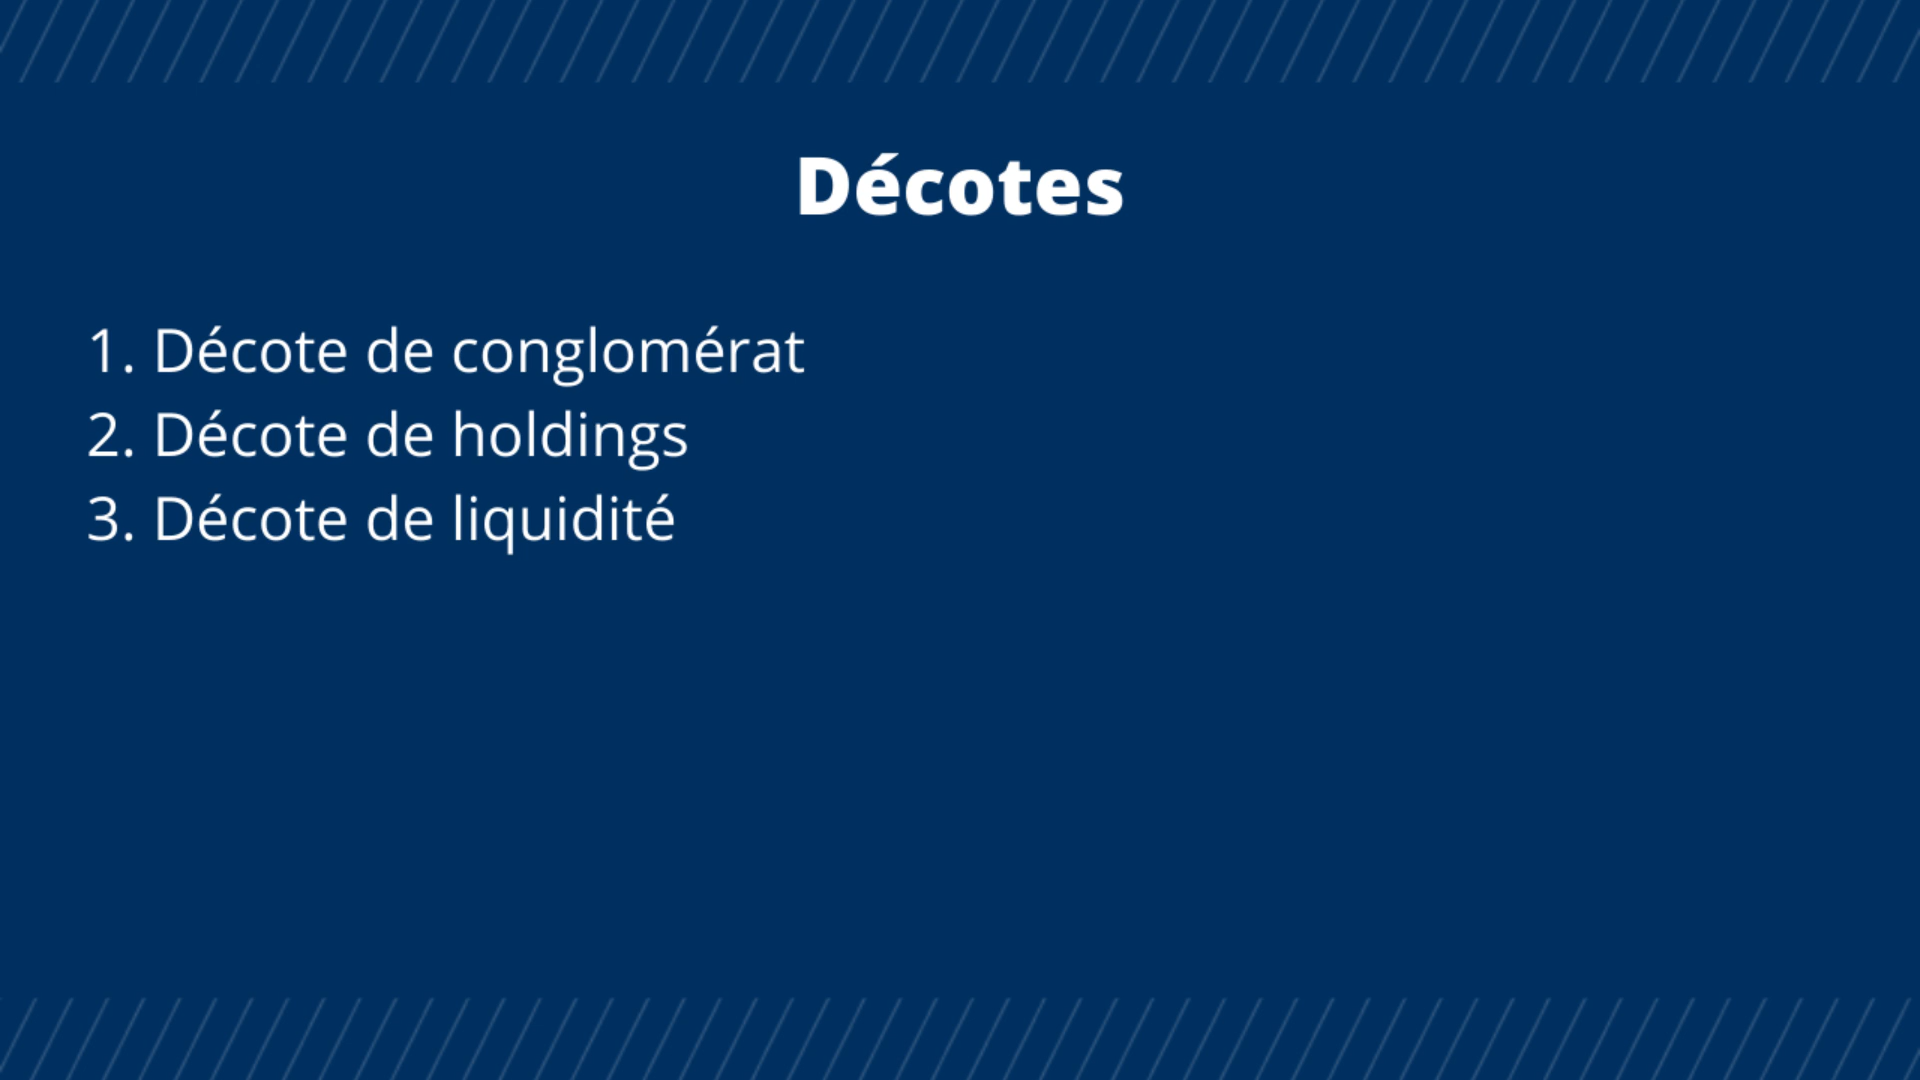 Décotes
1. Décote de conglomérat
2. Décote de holdings
3. Décote de liquidité